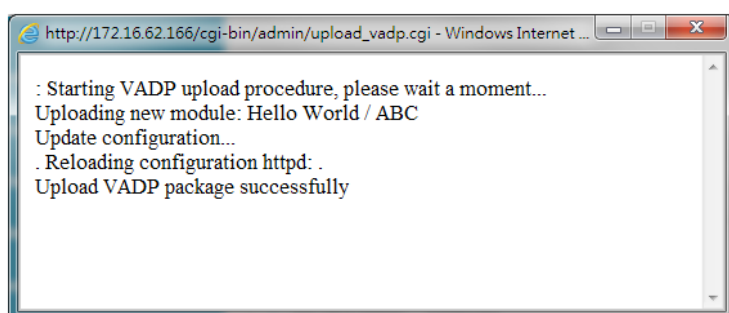 http://172.16.62.166/cgi-bin/admin/upload_vadp.cgi - Windows Internet ...
: Starting VADP upload procedure, please wait a moment...
Uploading new module: Hello World / ABC
Update configuration...
. Reloading configuration httpd: .
Upload VADP package successfully